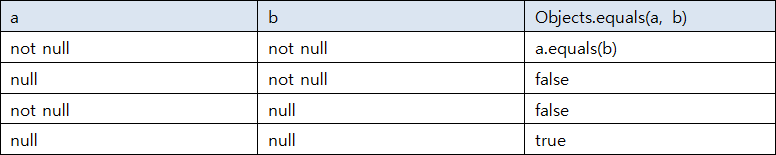 a b Objects.equals(a, b)
not null not null a.equals(b)
null not null false
not null null false
null null true